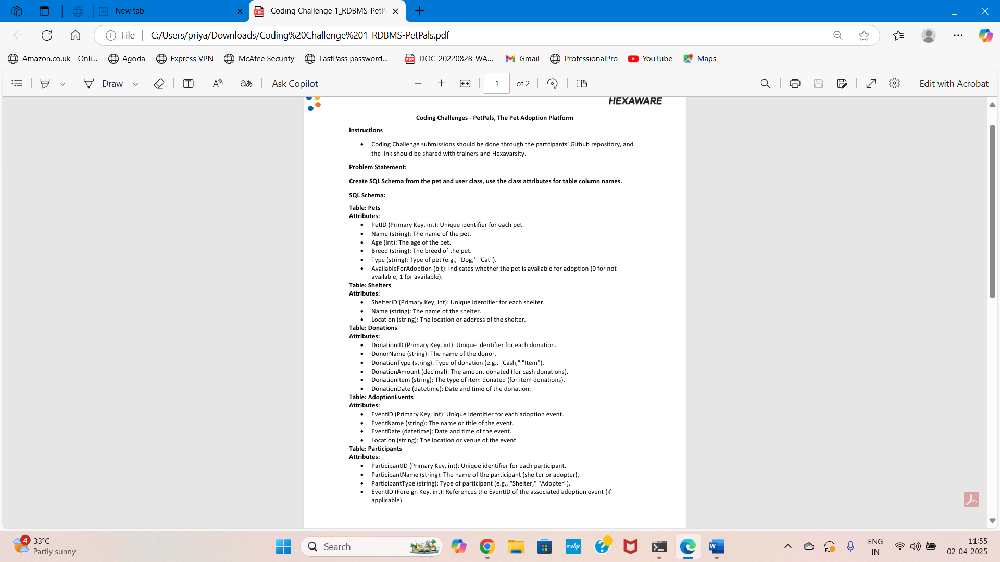 New tab
Coding Challenge 1_RDBMS-PetP
File
C:/Users/priya/Downloads/Coding%20Challenge%201_RDBMS-PetPals.pdf
Amazon.co.uk - Onli...
Agoda
Express VPN
McAfee Security
LastPass password...
DOC-20220828-WA...
Gmail
ProfessionalPro
YouTube
Maps
Draw
Ask Copilot
1
of 2
Edit with Acrobat
HEXAWARE
Coding Challenges - PetPals, The Pet Adoption Platform
Instructions
• Coding Challenge submissions should be done through the partcipants’ Github repository, and
the link should be shared with trainers and Hexavarsity.
Problem Statement:
Create SQL Schema from the pet and user class, use the class attributes for table column names.
SQL Schema:
Table: Pets
Attributes:
• PetID (Primary Key, int): Unique identifier for each pet.
• Name (string): The name of the pet.
• Age (int): The age of the pet.
• Breed (string): The breed of the pet.
• Type (string): Type of pet (e.g., "Dog," "Cat").
• AvailableForAdoption (bit): Indicates whether the pet is available for adoption (0 for not
available, 1 for available).
Table: Shelters
Attributes:
• ShelterID (Primary Key, int): Unique identifier for each shelter.
• Name (string): The name of the shelter.
• Location (string): The location or address of the shelter.
Table: Donations
Attributes:
• DonationID (Primary Key, int): Unique identifier for each donation.
• DonorName (string): The name of the donor.
• DonationType (string): Type of donation (e.g., "Cash," "Item").
• DonationAmount (decimal): The amount donated (for cash donations).
• DonationItem (string): The type of item donated (for item donations).
• DonationDate (datetime): Date and time of the donation.
Table: AdoptionEvents
Attributes:
• EventID (Primary Key, int): Unique identifier for each adoption event.
• EventName (string): The name or title of the event.
• EventDate (datetime): Date and time of the event.
• Location (string): The location or venue of the event.
Table: Participants
Attributes:
• ParticipantID (Primary Key, int): Unique identifier for each participant.
• ParticipantName (string): The name of the participant (shelter or adopter).
• ParticipantType (string): Type of participant (e.g., "Shelter," "Adopter").
• EventID (Foreign Key, int): References the EventID of the associated adoption event (if
applicable).
4
33°C
Partly sunny
Search
myhp
ENG
IN
11:55
02-04-2025